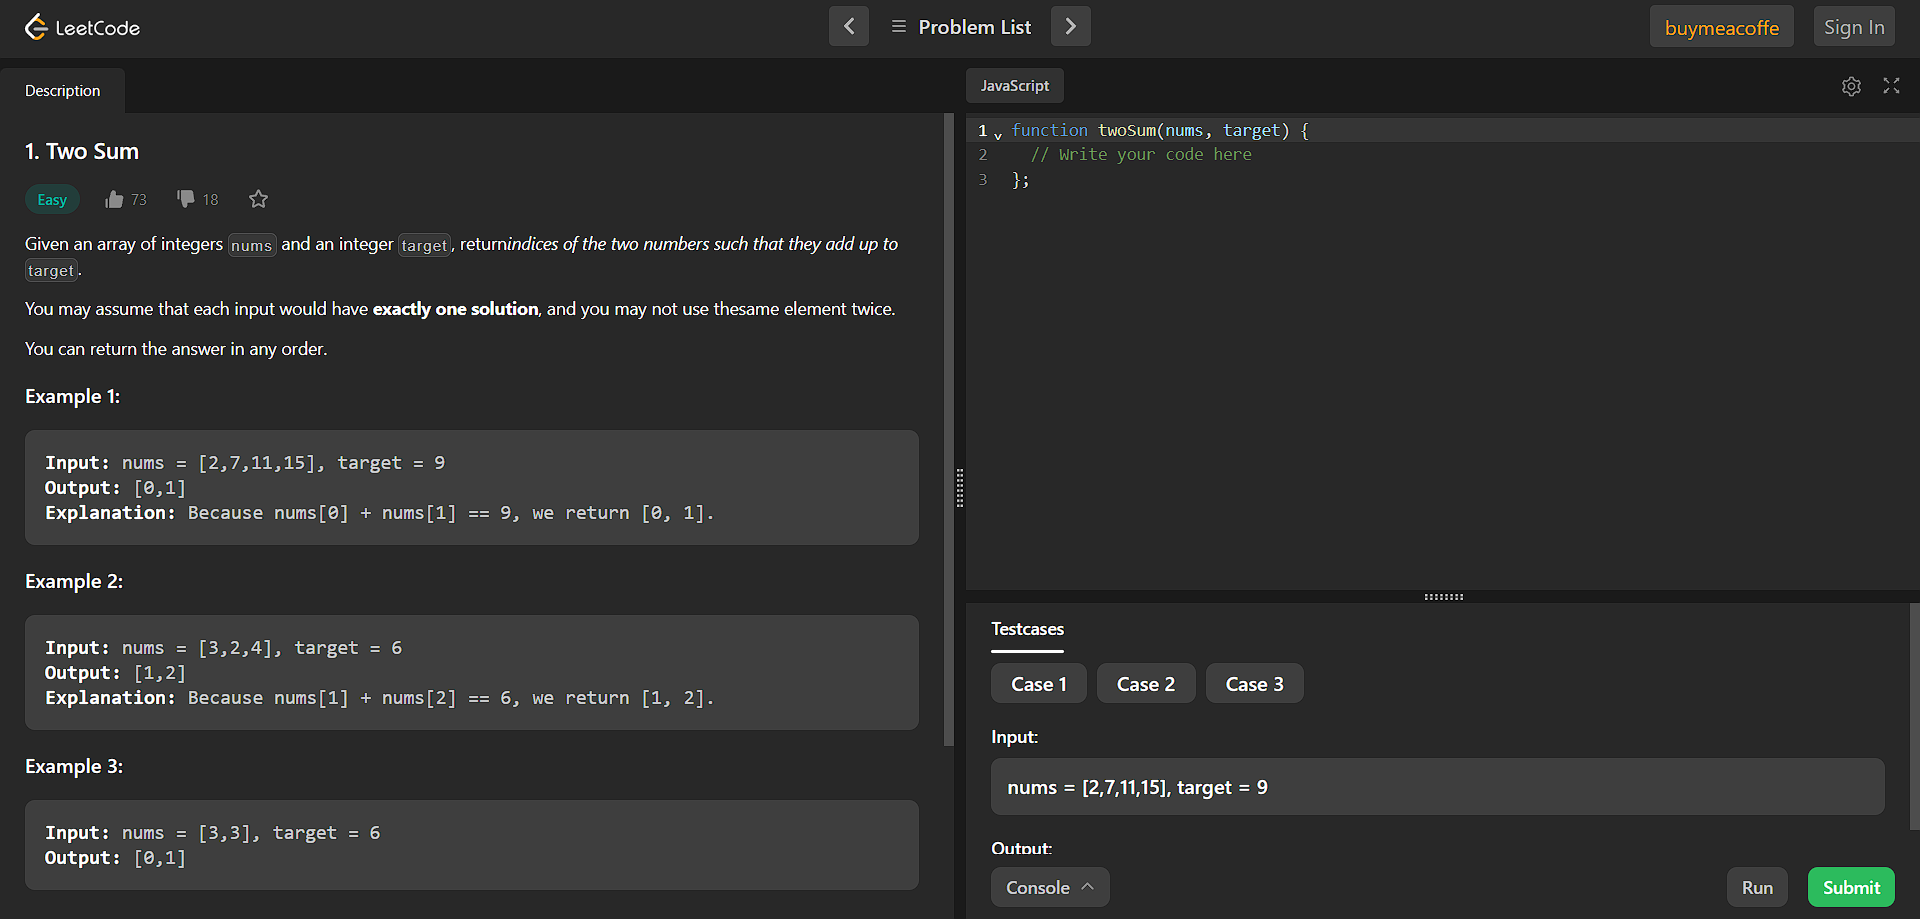 LeetCode
Problem List
buymeacoffe
Sign In
Description
1. Two Sum
Easy
73
18
Given an array of integers nums and an integer target, returnindices of the two numbers such that they add up to
target.
You may assume that each input would have exactly one solution, and you may not use thesame element twice.
You can return the answer in any order.
Example 1:
Input: nums = [2,7,11,15], target = 9
Output: [0,1]
Explanation: Because nums[0] + nums[1] == 9, we return [0, 1].
Example 2:
Input: nums = [3,2,4], target = 6
Output: [1,2]
Explanation: Because nums[1] + nums[2] == 6, we return [1, 2].
Example 3:
Input: nums = [3,3], target = 6
Output: [0,1]
JavaScript
1 function twoSum(nums, target) {
2 // Write your code here
3 };
Testcases
Case 1
Case 2
Case 3
Input:
nums = [2,7,11,15], target = 9
Output:
Console
Run
Submit